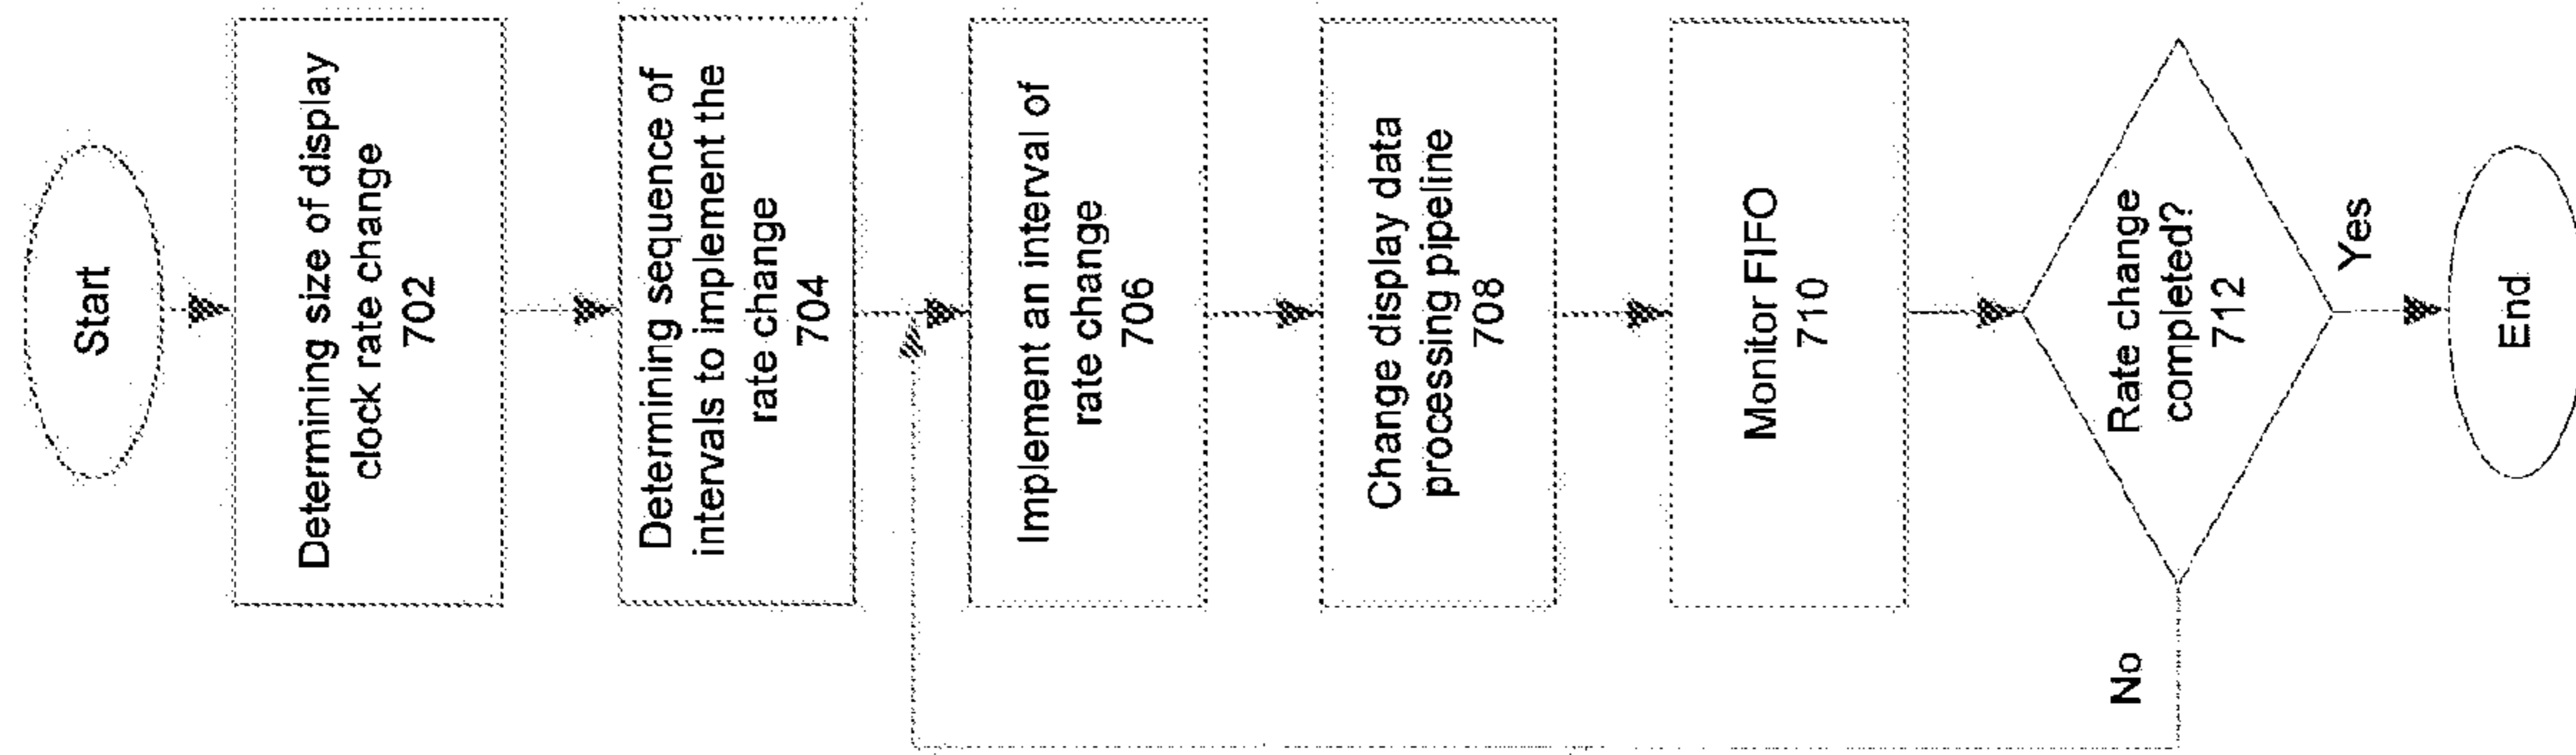 Start
Determining size of display
clock rate change
702
Determining sequence of
intervals to implement the
rate change
704
Implement an interval of
rate change
706
Change display data
processing pipeline
708
Monitor FIFO
710
Rate change
completed?
712
No
Yes
End